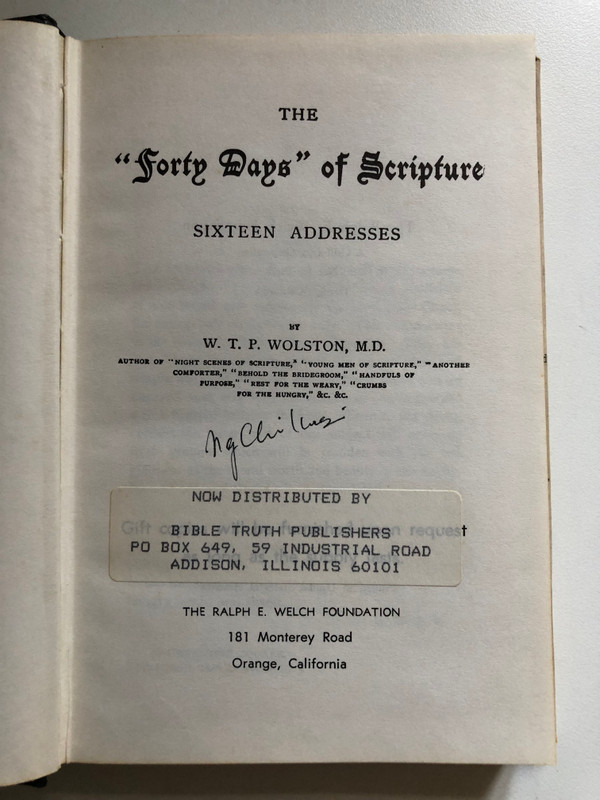 THE
“Forty Days” of Scripture
SIXTEEN ADDRESSES
BY
W. T. P. WOLSTON, M.D.
AUTHOR OF “NIGHT SCENES OF SCRIPTURE,” “YOUNG MEN OF SCRIPTURE,” “ANOTHER
COMFORTER,” “BEHOLD THE BRIDEGROOM,” “HANDFULS OF
PURPOSE,” “REST FOR THE WEARY,” “CRUMBS
FOR THE HUNGRY,” &C. &C.
NOW DISTRIBUTED BY
Gift request
BIBLE TRUTH PUBLISHERS
PO BOX 649, 59 INDUSTRIAL ROAD
ADDISON, ILLINOIS 60101
THE RALPH E. WELCH FOUNDATION
181 Monterey Road
Orange, California